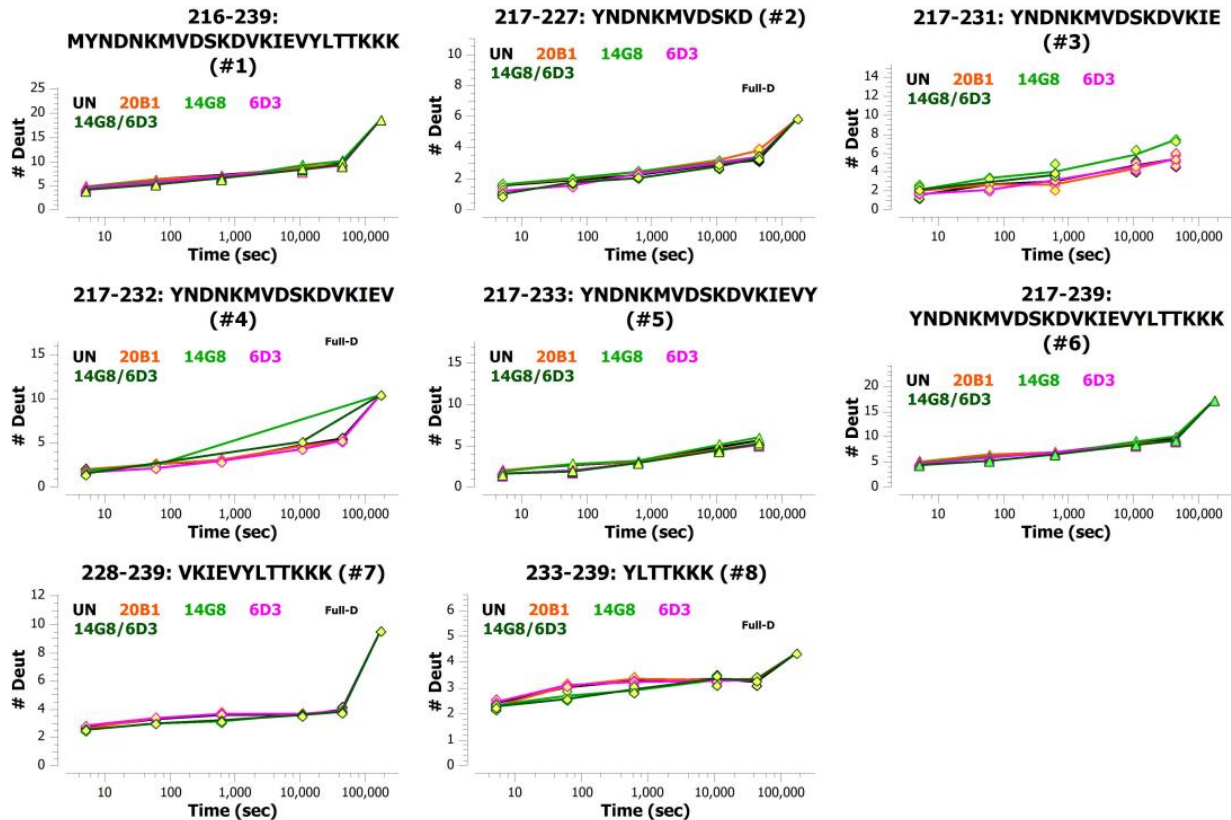 216-239:
MYNDNKMVDSKDVKIEVYLTTKKK
(#1)
UN 20B1 14G8 6D3
14G8/6D3
# Deut
25
20
15
10
5
0
10 100 1,000 10,000 100,000
Time (sec)
217-227: YNDNKMVDSKD (#2)
UN 20B1 14G8 6D3
14G8/6D3
Full-D
# Deut
10
8
6
4
2
0
10 100 1,000 10,000 100,000
Time (sec)
217-231: YNDNKMVDSKDVKIE
(#3)
UN 20B1 14G8 6D3
14G8/6D3
# Deut
14
12
10
8
6
4
2
0
10 100 1,000 10,000 100,000
Time (sec)
217-232: YNDNKMVDSKDVKIEV
(#4)
Full-D
UN 20B1 14G8 6D3
14G8/6D3
# Deut
15
10
5
0
10 100 1,000 10,000 100,000
Time (sec)
217-233: YNDNKMVDSKDVKIEVY
(#5)
UN 20B1 14G8 6D3
14G8/6D3
# Deut
15
10
5
0
10 100 1,000 10,000 100,000
Time (sec)
217-239:
YNDNKMVDSKDVKIEVYLTTKKK
(#6)
UN 20B1 14G8 6D3
14G8/6D3
# Deut
20
15
10
5
0
10 100 1,000 10,000 100,000
Time (sec)
228-239: VKIEVYLTTKKK (#7)
UN 20B1 14G8 6D3 Full-D
14G8/6D3
# Deut
12
10
8
6
4
2
0
10 100 1,000 10,000 100,000
Time (sec)
233-239: YLTTKKK (#8)
UN 20B1 14G8 6D3
14G8/6D3
Full-D
# Deut
6
5
4
3
2
1
0
10 100 1,000 10,000 100,000
Time (sec)